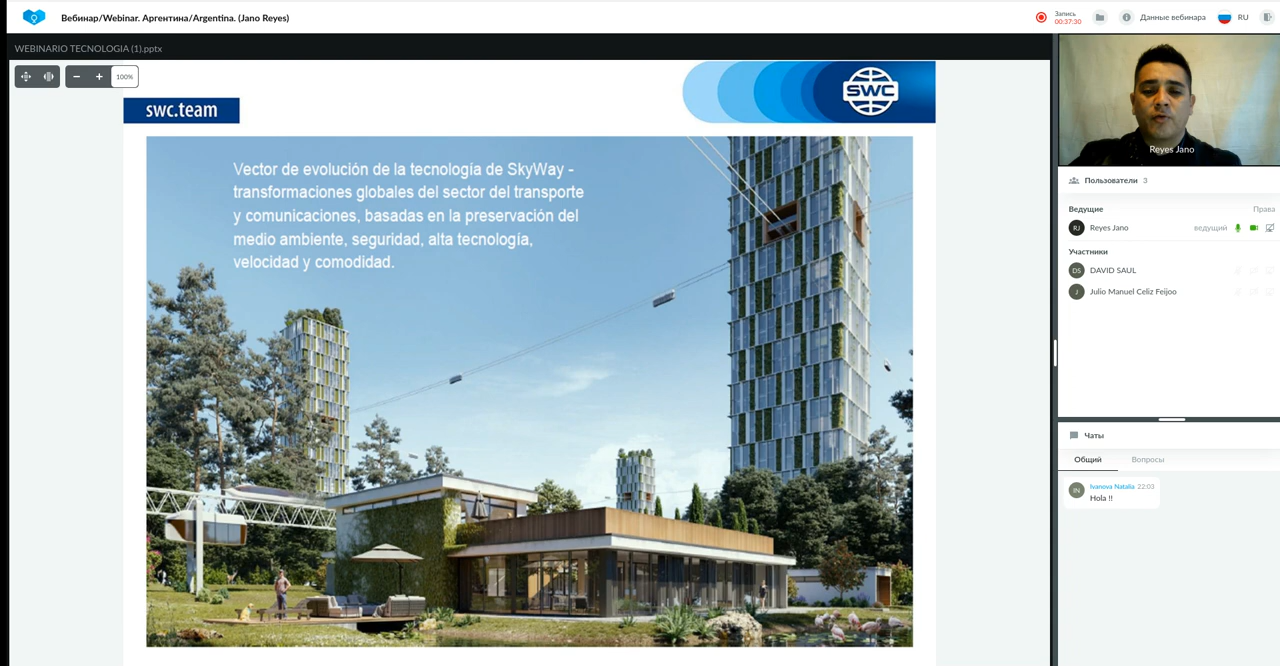 Вебинар/Webinar. Аргентина/Argentina. (Jano Reyes)
Запись
00:37:30
Данные вебинара
RU
WEBINARIO TECNOLOGIA (1).pptx
100%
swc.team
SWC
Vector de evolución de la tecnología de SkyWay -
transformaciones globales del sector del transporte
y comunicaciones, basadas en la preservación del
medio ambiente, seguridad, alta tecnología,
velocidad y comodidad.
Reyes Jano
Пользователи 3
Ведущие Права
RJ Reyes Jano ведущий
Участники
DS DAVID SAUL
J Julio Manuel Celiz Feijoo
Чаты
Общий Вопросы
IN Ivanova Natalia 22:03
Hola !!